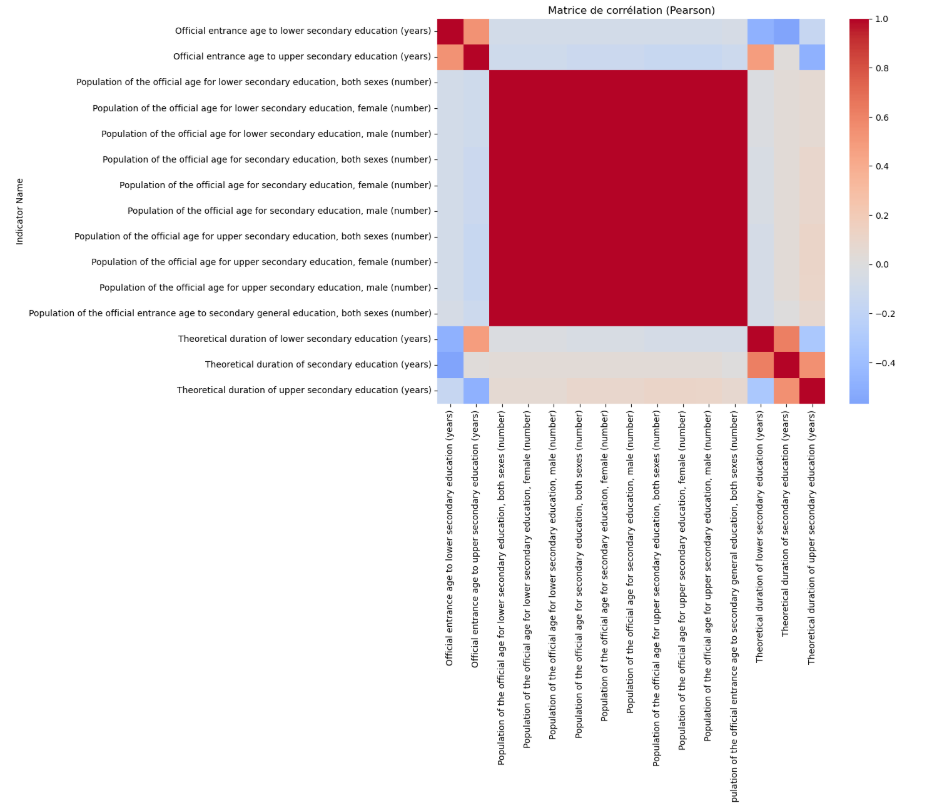 Matrice de corrélation (Pearson)
Official entrance age to lower secondary education (years)
Official entrance age to upper secondary education (years)
Population of the official age for lower secondary education, both sexes (number)
Population of the official age for lower secondary education, female (number)
Population of the official age for lower secondary education, male (number)
Population of the official age for secondary education, both sexes (number)
Population of the official age for secondary education, female (number)
Population of the official age for secondary education, male (number)
Population of the official age for upper secondary education, both sexes (number)
Population of the official age for upper secondary education, female (number)
Population of the official age for upper secondary education, male (number)
Population of the official entrance age to secondary general education, both sexes (number)
Theoretical duration of lower secondary education (years)
Theoretical duration of secondary education (years)
Theoretical duration of upper secondary education (years)
Indicator Name
Official entrance age to lower secondary education (years)
Official entrance age to upper secondary education (years)
Population of the official age for lower secondary education, both sexes (number)
Population of the official age for lower secondary education, female (number)
Population of the official age for lower secondary education, male (number)
Population of the official age for secondary education, both sexes (number)
Population of the official age for secondary education, female (number)
Population of the official age for secondary education, male (number)
Population of the official age for upper secondary education, both sexes (number)
Population of the official age for upper secondary education, female (number)
Population of the official age for upper secondary education, male (number)
pulation of the official entrance age to secondary general education, both sexes (number)
Theoretical duration of lower secondary education (years)
Theoretical duration of secondary education (years)
Theoretical duration of upper secondary education (years)
1.0
0.8
0.6
0.4
0.2
0.0
−0.2
−0.4